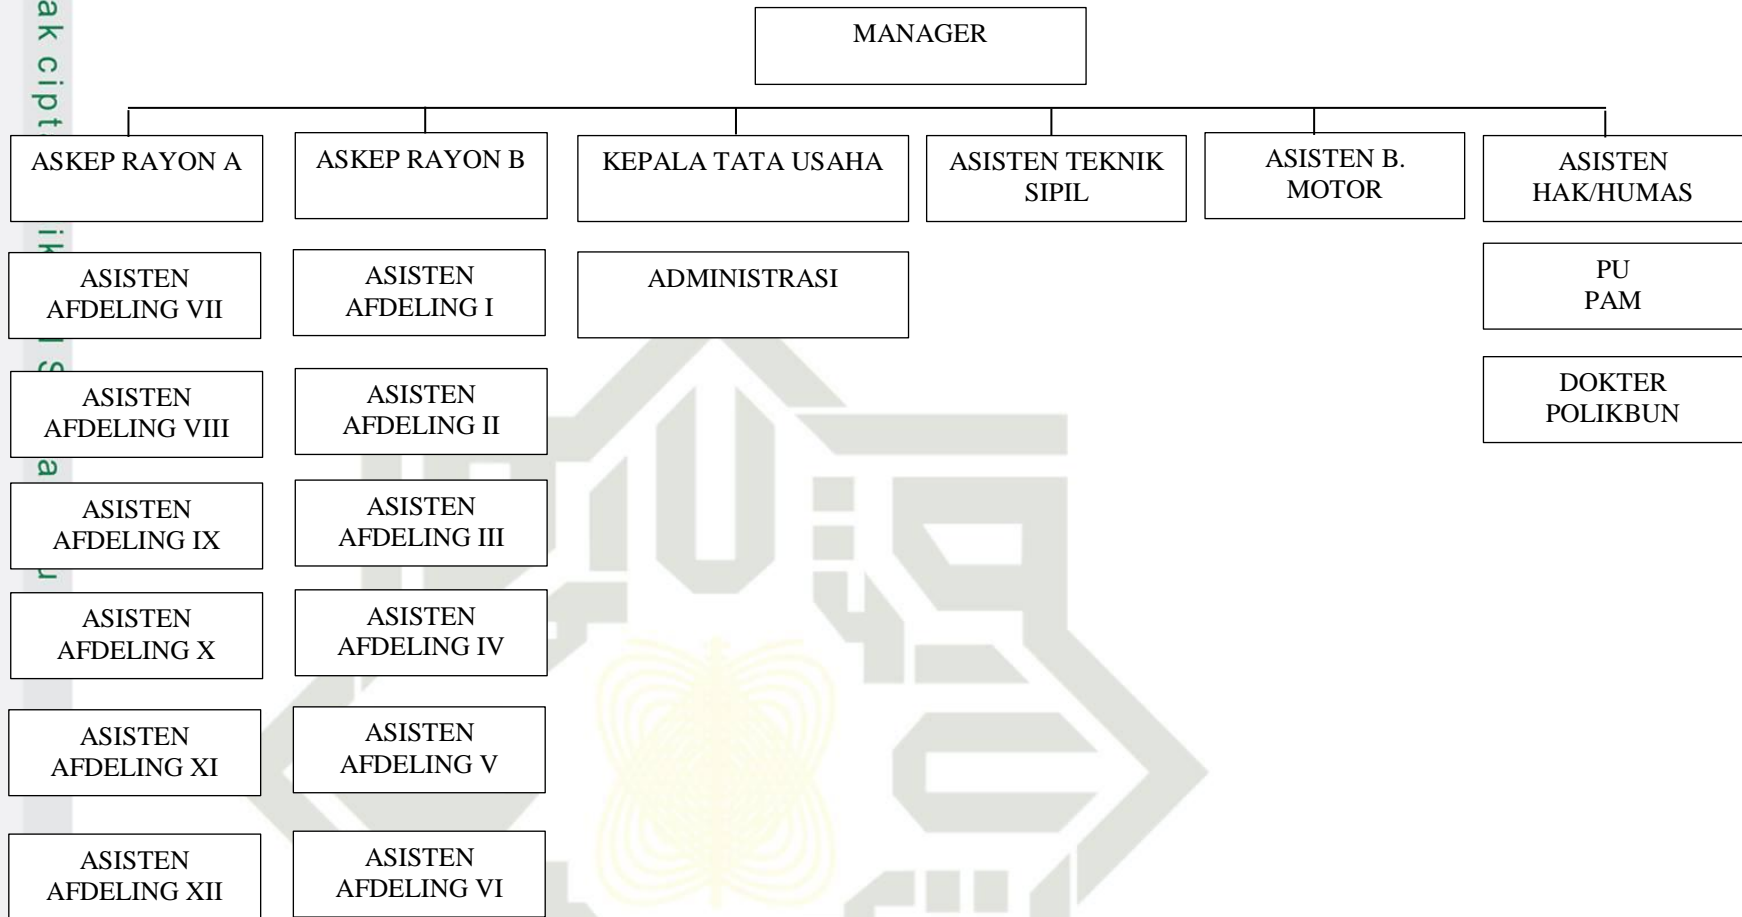 MANAGER
ASKEP RAYON A
ASKEP RAYON B
KEPALA TATA USAHA
ASISTEN TEKNIK
SIPIL
ASISTEN B.
MOTOR
ASISTEN
HAK/HUMAS
ASISTEN
AFDELING VII
ASISTEN
AFDELING I
ADMINISTRASI
PU
PAM
ASISTEN
AFDELING VIII
ASISTEN
AFDELING II
DOKTER
POLIKBUN
ASISTEN
AFDELING IX
ASISTEN
AFDELING III
ASISTEN
AFDELING X
ASISTEN
AFDELING IV
ASISTEN
AFDELING XI
ASISTEN
AFDELING V
ASISTEN
AFDELING XII
ASISTEN
AFDELING VI